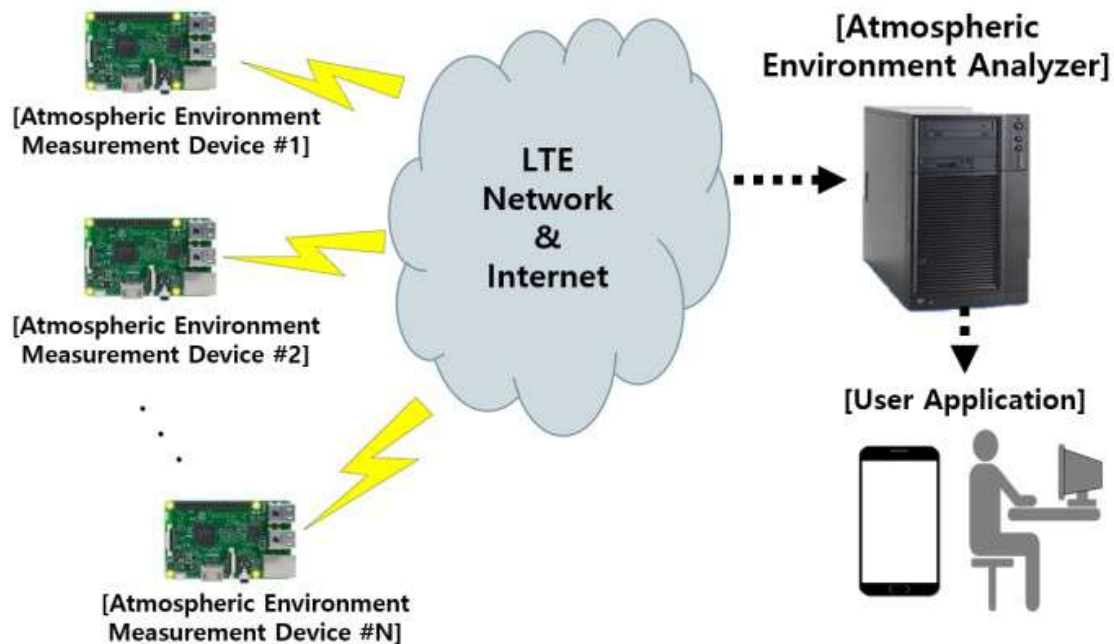 [Atmospheric Environment
Measurement Device #1]
[Atmospheric Environment
Measurement Device #2]
[Atmospheric Environment
Measurement Device #N]
LTE
Network
&
Internet
[Atmospheric
Environment Analyzer]
[User Application]